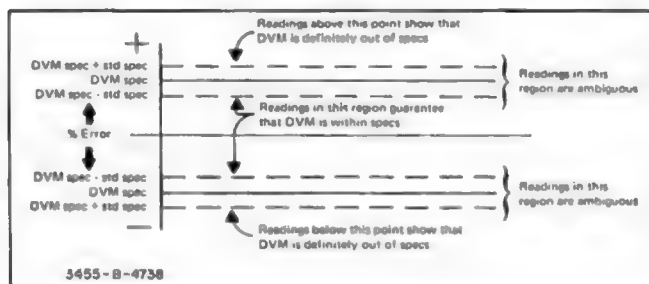 Readings above this point show that
DVM is definitely out of specs
+
DVM spec + std spec
DVM spec
DVM spec - std spec
Readings in this
region are ambiguous
Readings in this region guarantee
that DVM is within specs
% Error
DVM spec - std spec
DVM spec
DVM spec + std spec
Readings in this
region are ambiguous
Readings below this point show that
DVM is definitely out of specs
–
3455-B-4738